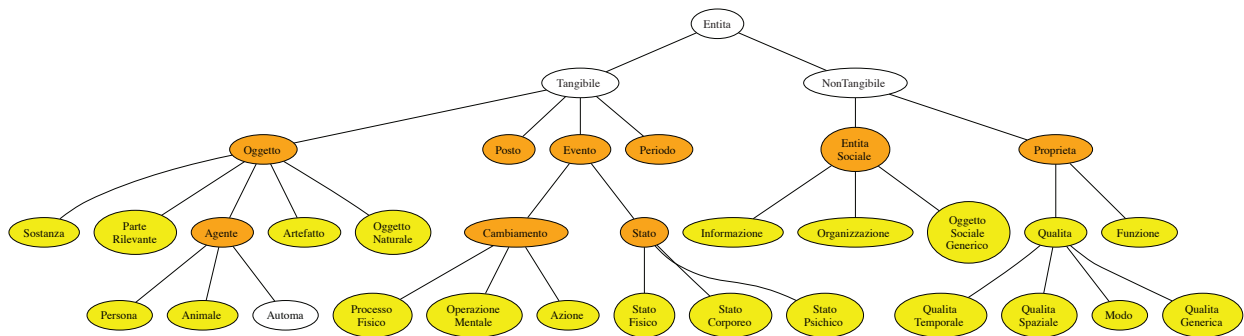 Entita
Tangibile
NonTangibile
Oggetto
Posto
Evento
Periodo
Entita
Sociale
Proprieta
Sostanza
Parte
Rilevante
Agente
Artefatto
Oggetto
Naturale
Cambiamento
Stato
Informazione
Organizzazione
Oggetto
Sociale
Generico
Qualita
Funzione
Persona
Animale
Automa
Processo
Fisico
Operazione
Mentale
Azione
Stato
Fisico
Stato
Corporeo
Stato
Psichico
Qualita
Temporale
Qualita
Spaziale
Modo
Qualita
Generica